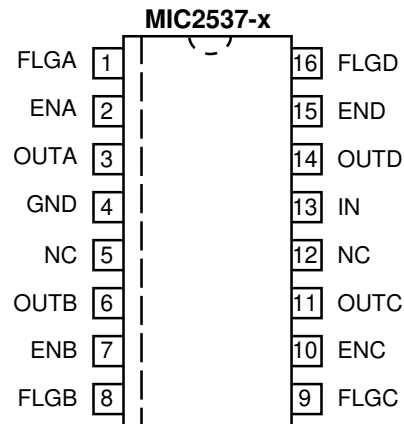 MIC2537-x
FLGA 1 16 FLGD
ENA 2 15 END
OUTA 3 14 OUTD
GND 4 13 IN
NC 5 12 NC
OUTB 6 11 OUTC
ENB 7 10 ENC
FLGB 8 9 FLGC